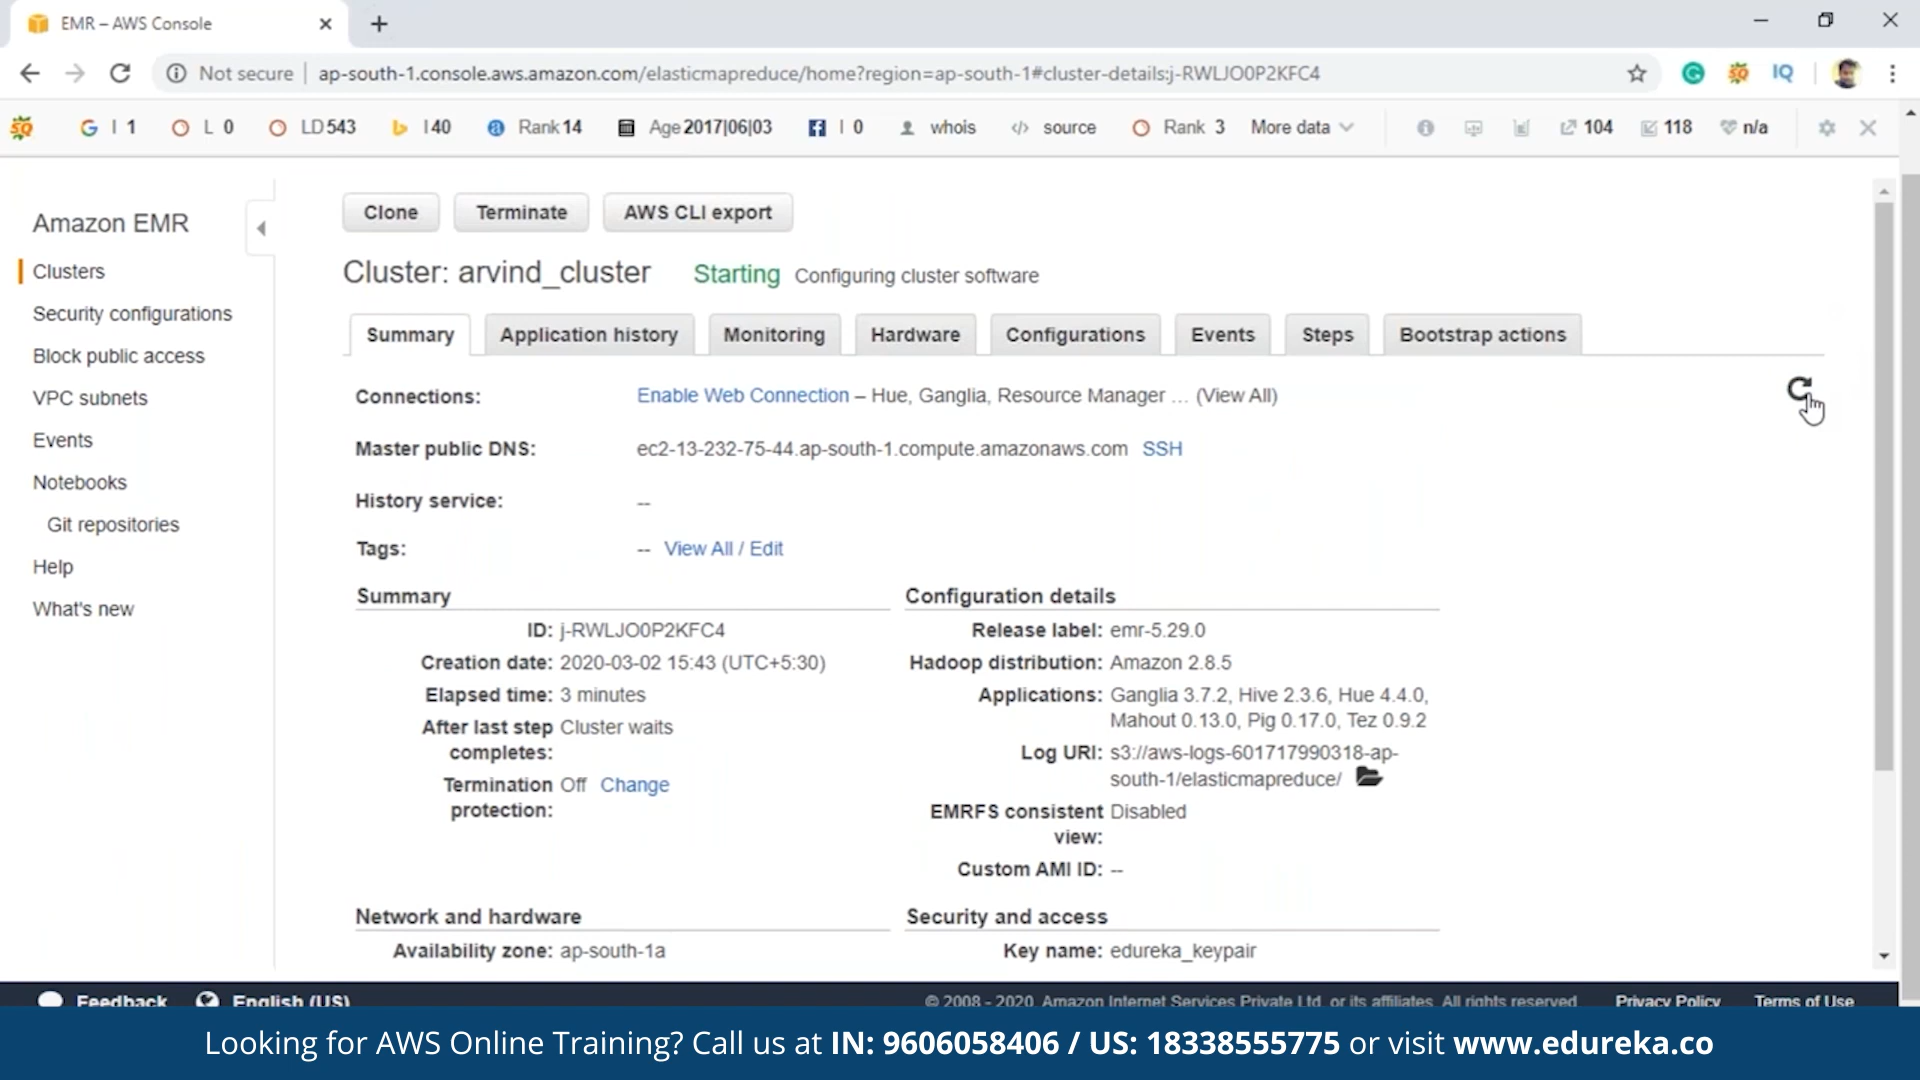 EMR – AWS Console
Not secure | ap-south-1.console.aws.amazon.com/elasticmapreduce/home?region=ap-south-1#cluster-details:j-RWLJO0P2KFC4
IQ
SQ G I 1 L 0 LD 543 I 40 a Rank 14 Age 2017|06|03 I 0 whois </> source Rank 3 More data 104 118 n/a
Clone Terminate AWS CLI export
Amazon EMR
Clusters
Security configurations
Block public access
VPC subnets
Events
Notebooks
Git repositories
Help
What's new
Cluster: arvind_cluster Starting Configuring cluster software
Summary Application history Monitoring Hardware Configurations Events Steps Bootstrap actions
Connections: Enable Web Connection – Hue, Ganglia, Resource Manager ... (View All)
Master public DNS: ec2-13-232-75-44.ap-south-1.compute.amazonaws.com SSH
History service: --
Tags: -- View All / Edit
Summary
ID: j-RWLJO0P2KFC4
Creation date: 2020-03-02 15:43 (UTC+5:30)
Elapsed time: 3 minutes
After last step Cluster waits
completes:
Termination Off Change
protection:
Configuration details
Release label: emr-5.29.0
Hadoop distribution: Amazon 2.8.5
Applications: Ganglia 3.7.2, Hive 2.3.6, Hue 4.4.0,
Mahout 0.13.0, Pig 0.17.0, Tez 0.9.2
Log URI: s3://aws-logs-601717990318-ap-
south-1/elasticmapreduce/
EMRFS consistent Disabled
view:
Custom AMI ID: --
Network and hardware
Availability zone: ap-south-1a
Security and access
Key name: edureka_keypair
Feedback English (US) © 2008 - 2020, Amazon Internet Services Private Ltd. or its affiliates. All rights reserved. Privacy Policy Terms of Use
Looking for AWS Online Training? Call us at IN: 9606058406 / US: 18338555775 or visit www.edureka.co